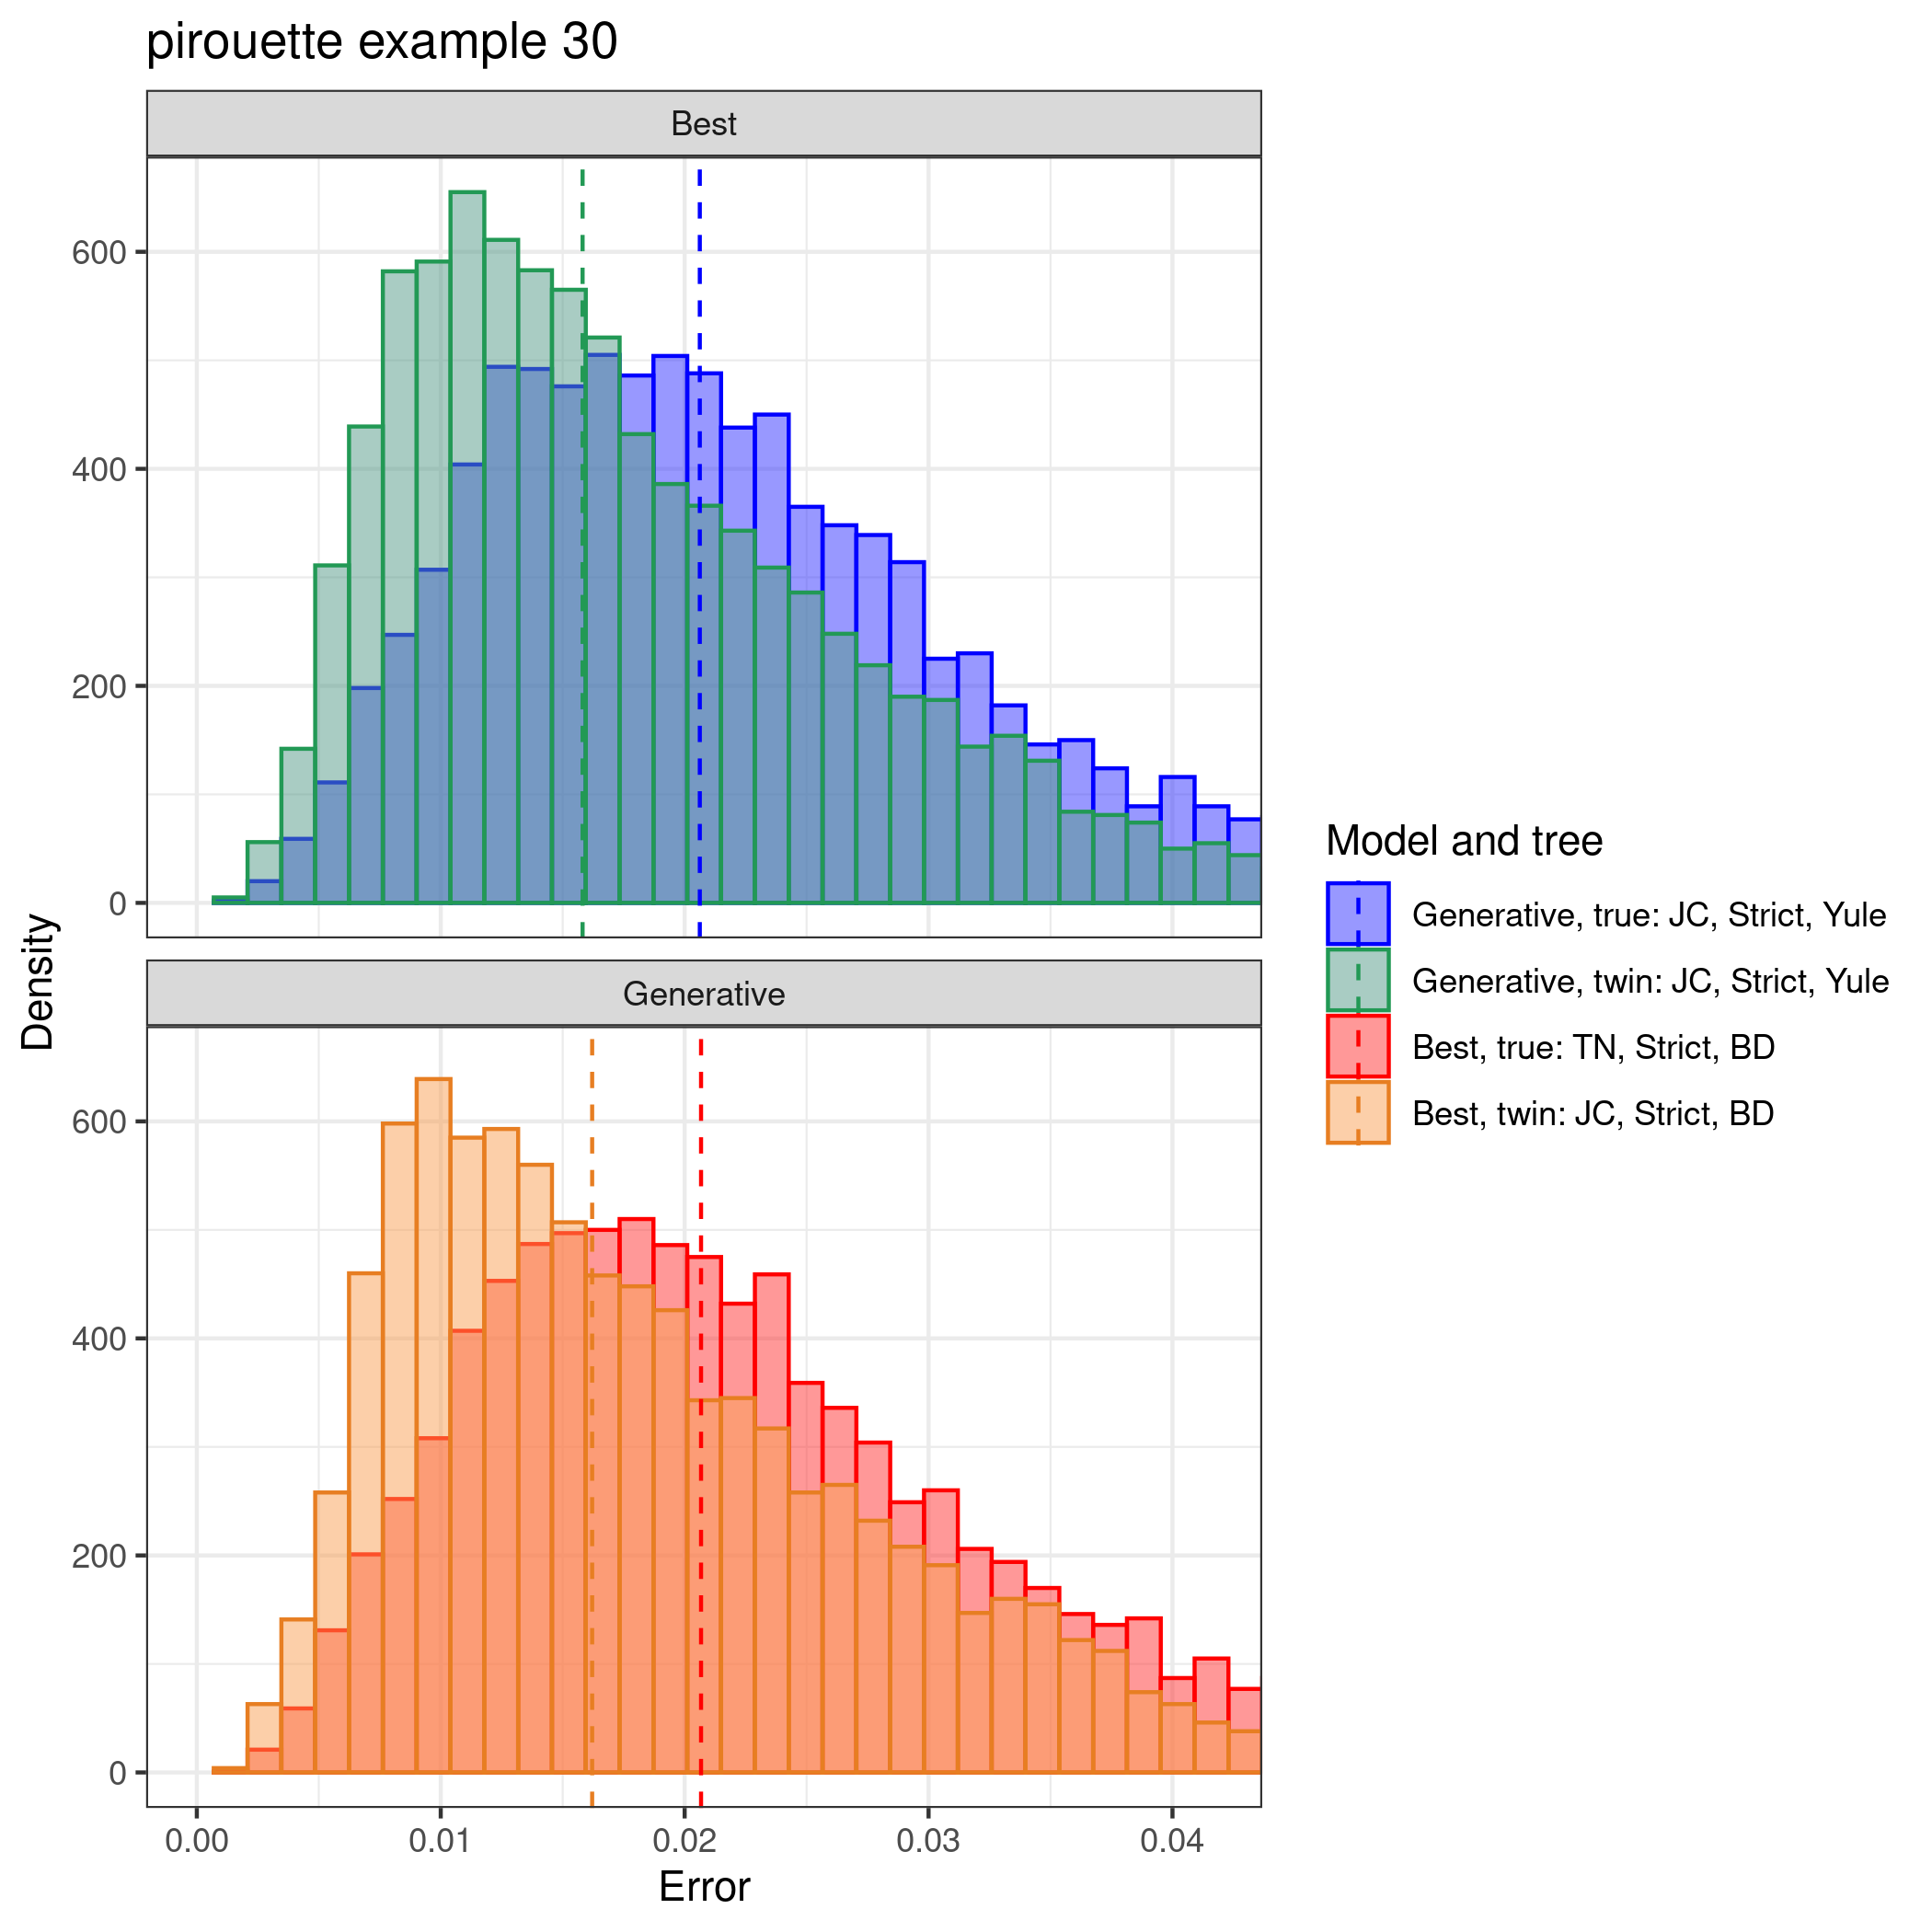 pirouette example 30
Best
600
400
200
0
Density
Generative
600
400
200
0
0.00 0.01 0.02 0.03 0.04
Error
Model and tree
Generative, true: JC, Strict, Yule
Generative, twin: JC, Strict, Yule
Best, true: TN, Strict, BD
Best, twin: JC, Strict, BD